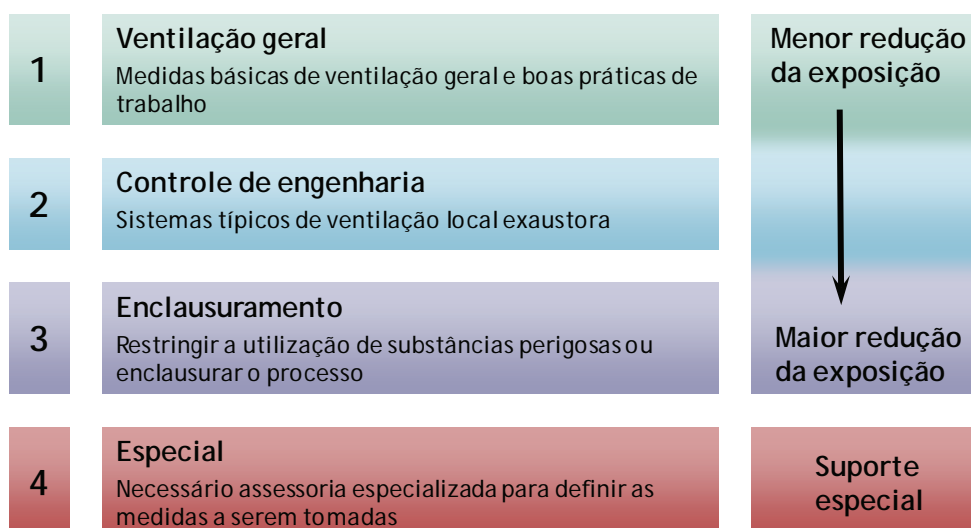 1
Ventilação geral
Medidas básicas de ventilação geral e boas práticas de
trabalho
Menor redução
da exposição
2
Controle de engenharia
Sistemas típicos de ventilação local exaustora
3
Enclausuramento
Restringir a utilização de substâncias perigosas ou
enclausurar o processo
Maior redução
da exposição
4
Especial
Necessário assessoria especializada para definir as
medidas a serem tomadas
Suporte
especial